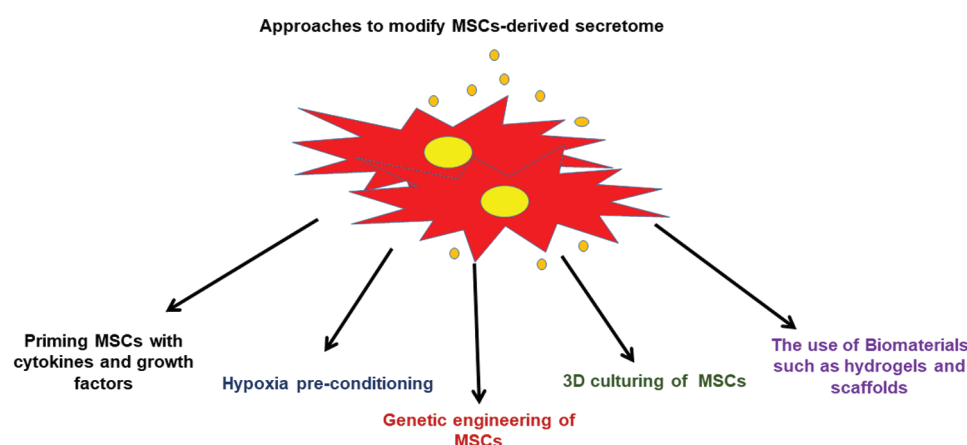 Approaches to modify MSCs-derived secretome
Priming MSCs with
cytokines and growth
factors
Hypoxia pre-conditioning
Genetic engineering of
MSCs
3D culturing of MSCs
The use of Biomaterials
such as hydrogels and
scaffolds